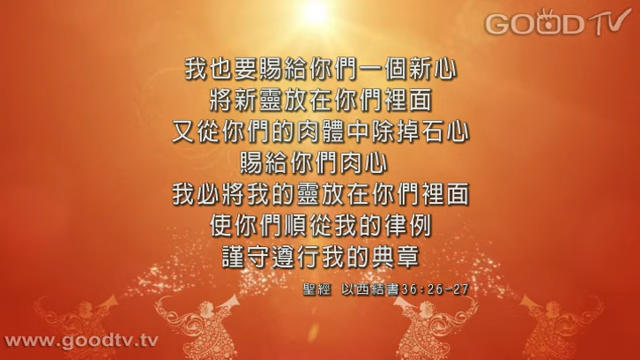 GOOD TV
我也要賜給你們一個新心
將新靈放在你們裡面
又從你們的肉體中除掉石心
賜給你們肉心
我必將我的靈放在你們裡面
使你們順從我的律例
謹守遵行我的典章
聖經 以西結書36:26-27
www.goodtv.tv